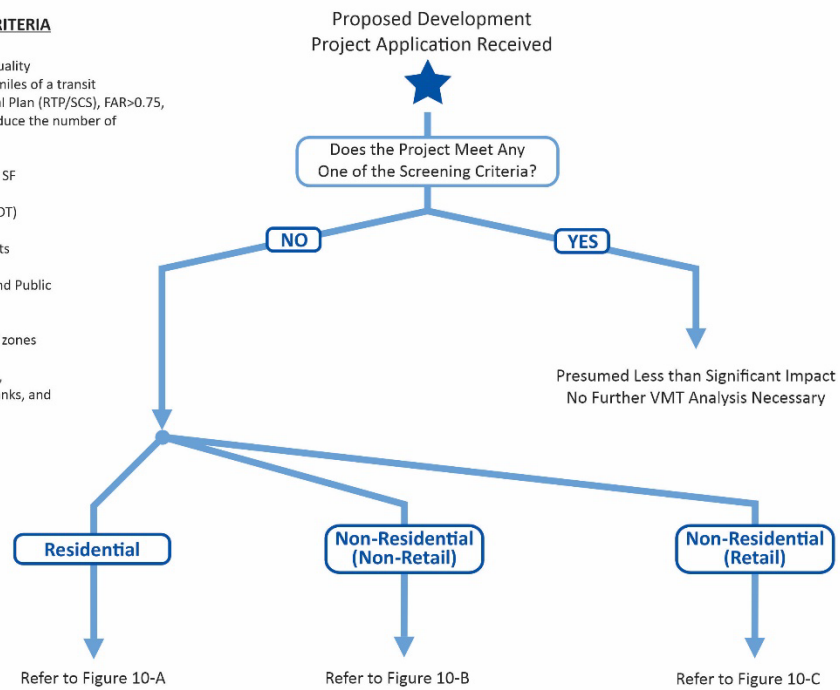 RITERIA
uality
miles of a transit
al Plan (RTP/SCS), FAR>0.75,
duce the number of
SF
DT)
ts
nd Public
zones
,
nks, and
Proposed Development
Project Application Received
Does the Project Meet Any
One of the Screening Criteria?
NO
YES
Presumed Less than Significant Impact
No Further VMT Analysis Necessary
Residential
Non-Residential
(Non-Retail)
Non-Residential
(Retail)
Refer to Figure 10-A
Refer to Figure 10-B
Refer to Figure 10-C